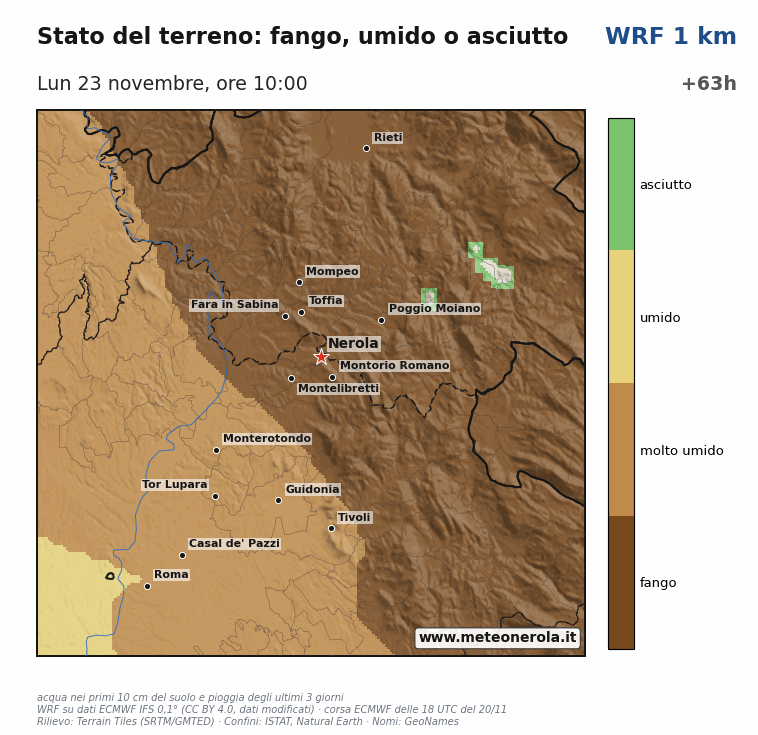 Stato del terreno: fango, umido o asciutto
WRF 1 km
Lun 23 novembre, ore 10:00
+63h
Rieti
asciutto
Mompeo
Toffia
Fara in Sabina
Poggio Moiano
umido
Nerola
Montorio Romano
Montelibretti
Monterotondo
molto umido
Tor Lupara
Guidonia
Tivoli
Casal de' Pazzi
Roma
fango
www.meteonerola.it
acqua nei primi 10 cm del suolo e pioggia degli ultimi 3 giorni
WRF su dati ECMWF IFS 0,1° (CC BY 4.0, dati modificati) · corsa ECMWF delle 18 UTC del 20/11
Rilievo: Terrain Tiles (SRTM/GMTED) · Confini: ISTAT, Natural Earth · Nomi: GeoNames